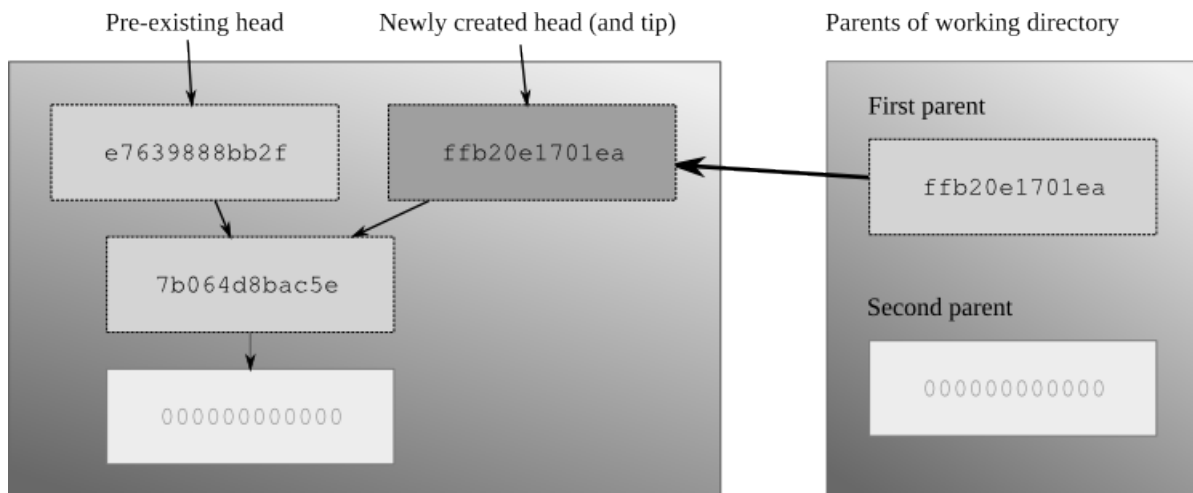 Pre-existing head
Newly created head (and tip)
Parents of working directory
First parent
e7639888bb2f
ffb20e1701ea
ffb20e1701ea
7b064d8bac5e
Second parent
000000000000
000000000000